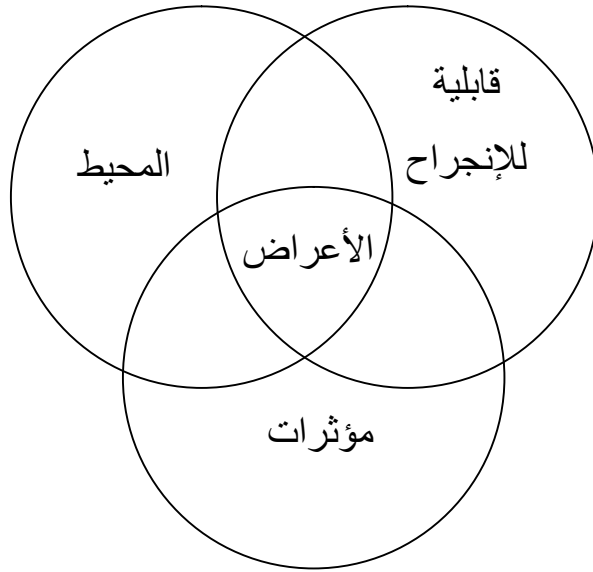 قابلية
للإنجراح
المحيط
الأعراض
مؤثرات